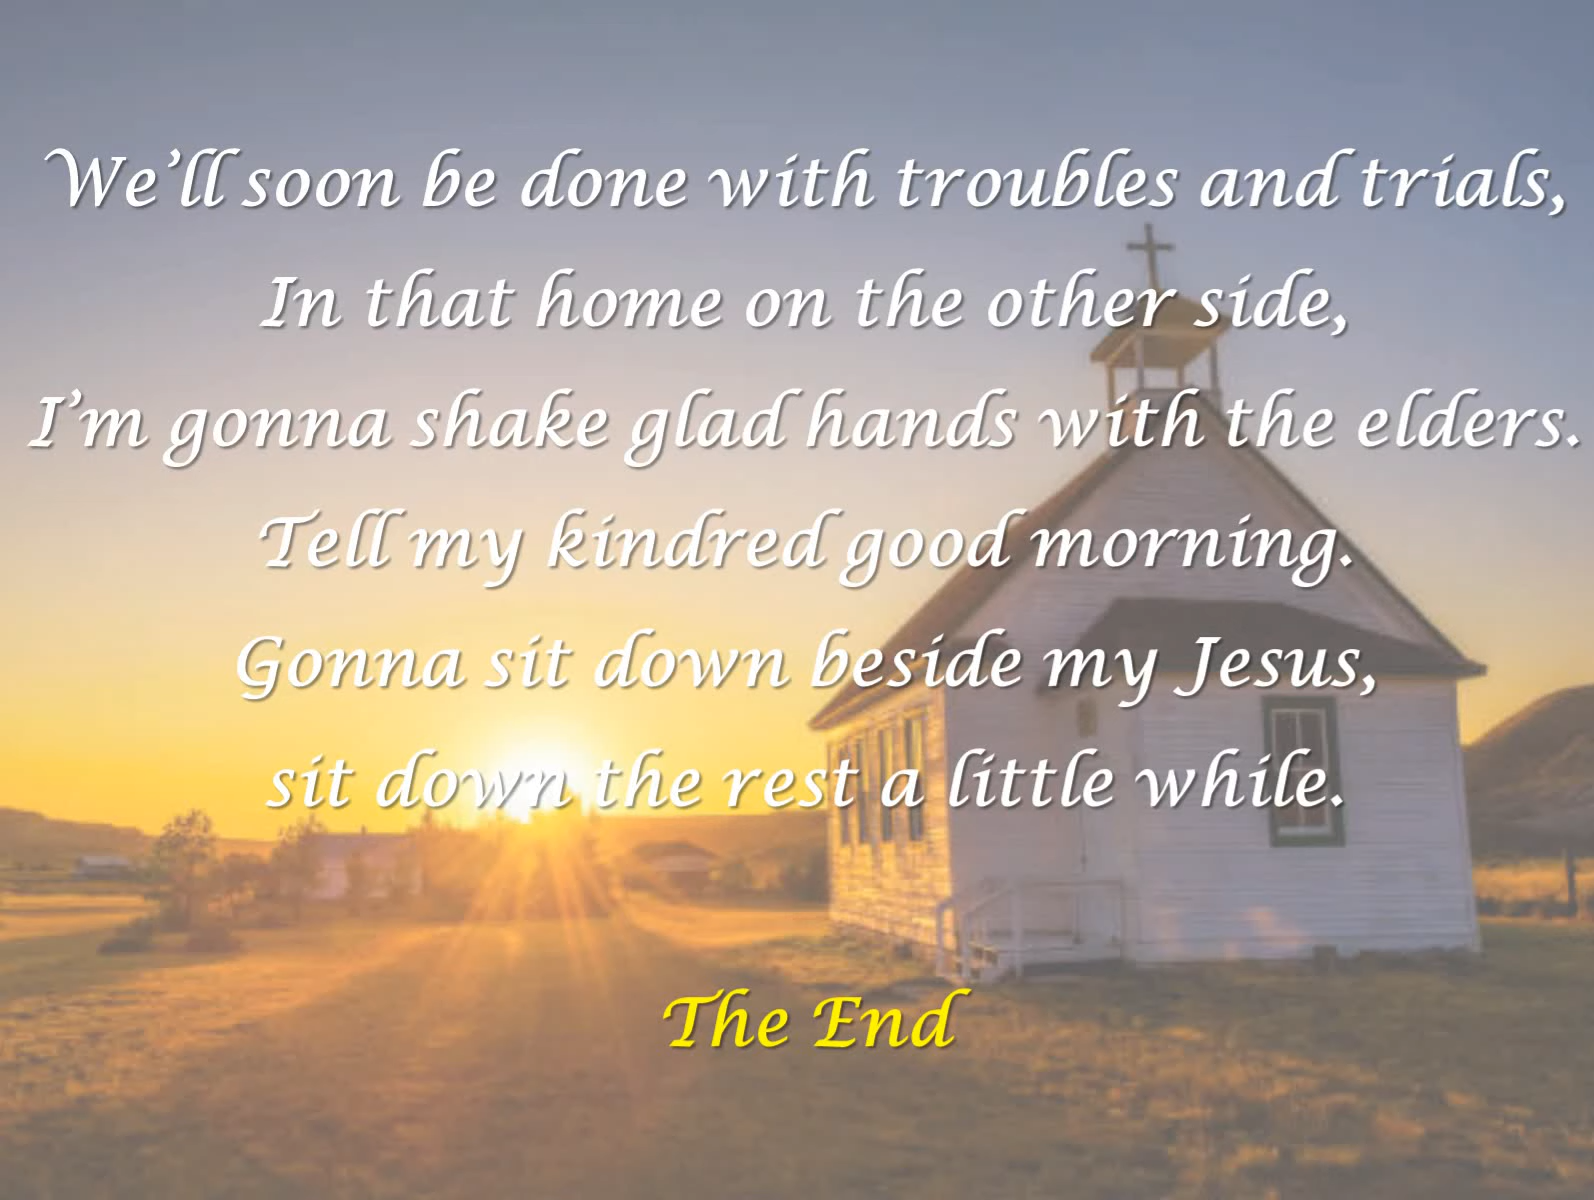 We’ll soon be done with troubles and trials,
In that home on the other side,
I’m gonna shake glad hands with the elders.
Tell my kindred good morning.
Gonna sit down beside my Jesus,
sit down the rest a little while.
The End